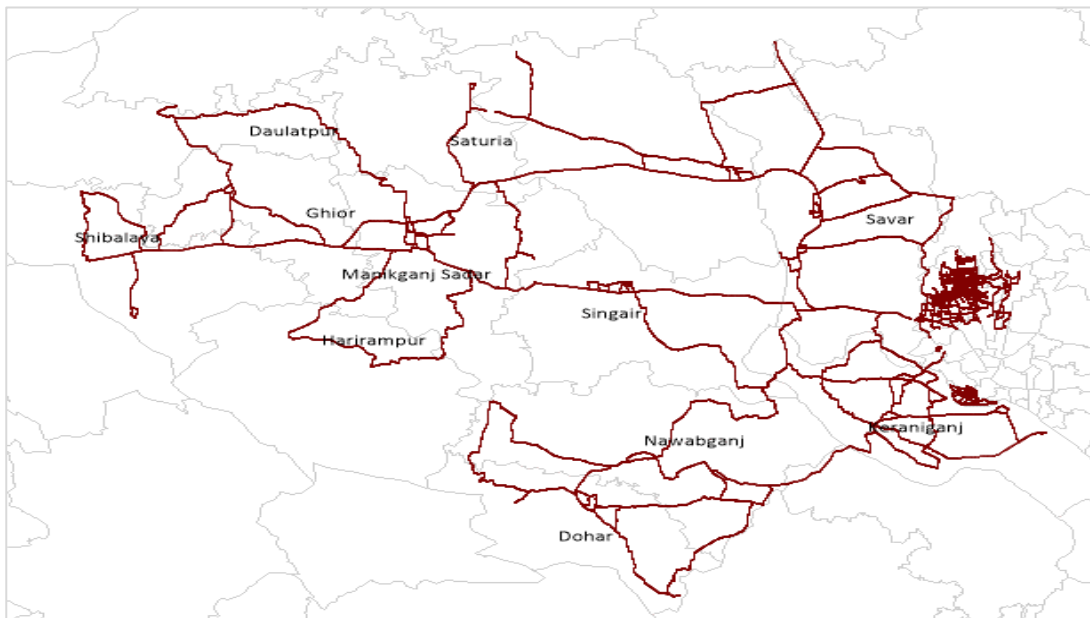 Daulatpur
Saturia
Ghior
Savar
Shibalaya
Manikganj Sadar
Singair
Harirampur
Keraniganj
Nawabganj
Dohar